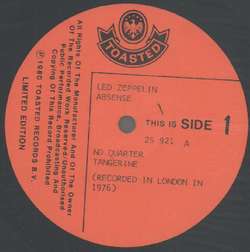 TOASTED
All Rights Of The Manufacturer And Of The Owner
Of The Recorded Work Reserved Unauthorised
Public Performance, Broadcasting And
Copying Of This Record Prohibited
℗ 1980 TOASTED RECORDS B.V.
LIMITED EDITION
LED ZEPPELIN
ABSENSE
THIS IS SIDE 1
2S 921 A
NO QUARTER
TANGERINE
(RECORDED IN LONDON IN
1976)